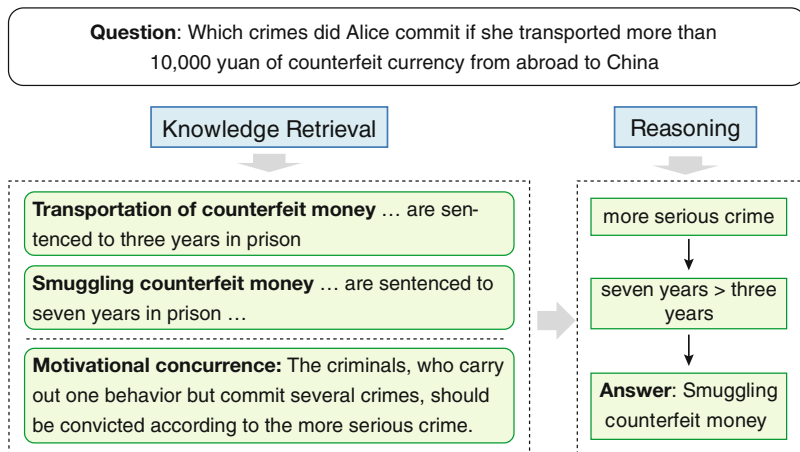 Question: Which crimes did Alice commit if she transported more than
10,000 yuan of counterfeit currency from abroad to China
Knowledge Retrieval
Reasoning
Transportation of counterfeit money … are sen-
tenced to three years in prison
Smuggling counterfeit money … are sentenced to
seven years in prison …
Motivational concurrence: The criminals, who carry
out one behavior but commit several crimes, should
be convicted according to the more serious crime.
more serious crime
seven years > three
years
Answer: Smuggling
counterfeit money